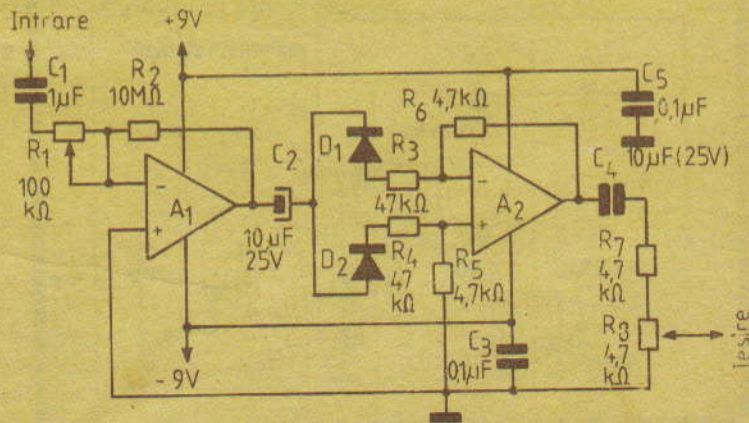 Intrare
+9V
C1
1µF
R2
10MΩ
R1
100
kΩ
-
A1
+
C2
10µF
25V
D1
R3
47kΩ
D2
R4
47
kΩ
R6 4,7kΩ
-
A2
+
R5
4,7kΩ
C5
0,1µF
10µF(25V)
C4
R7
4,7
kΩ
R8
4,7
kΩ
Iesire
C3
0,1µF
-9V